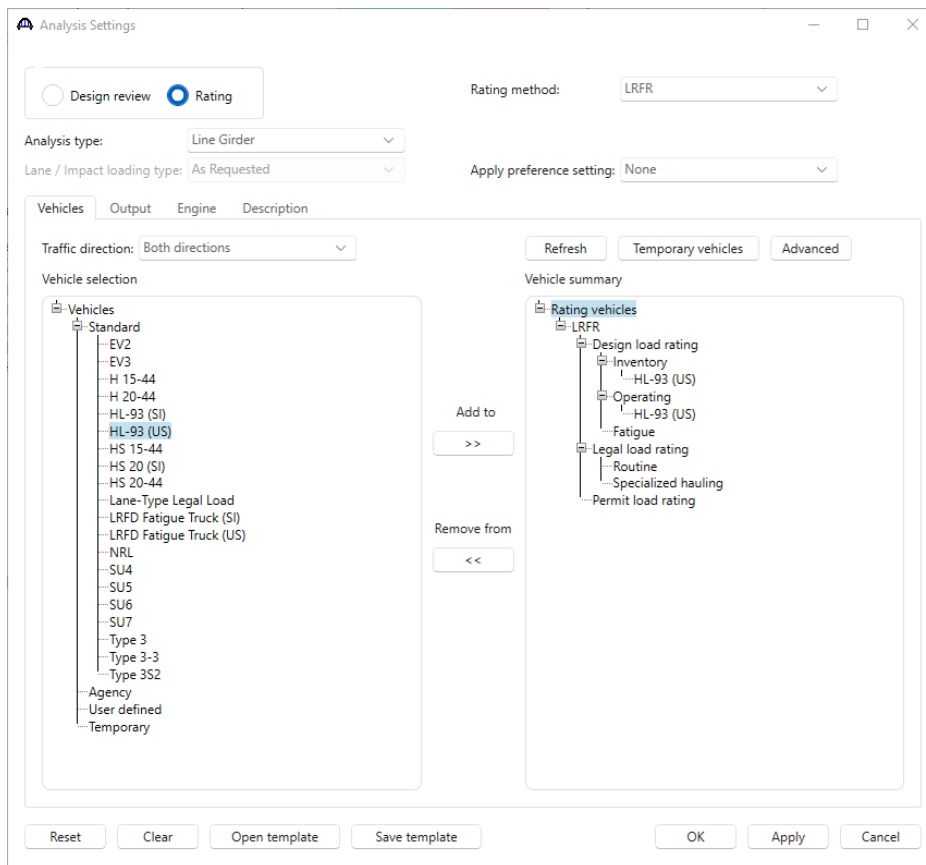 Analysis Settings
Design review Rating
Rating method: LRFR
Analysis type: Line Girder
Lane / Impact loading type: As Requested
Apply preference setting: None
Vehicles Output Engine Description
Traffic direction: Both directions
Refresh Temporary vehicles Advanced
Vehicle selection
Vehicles
Standard
EV2
EV3
H 15-44
H 20-44
HL-93 (SI)
HL-93 (US)
HS 15-44
HS 20 (SI)
HS 20-44
Lane-Type Legal Load
LRFD Fatigue Truck (SI)
LRFD Fatigue Truck (US)
NRL
SU4
SU5
SU6
SU7
Type 3
Type 3-3
Type 3S2
Agency
User defined
Temporary
Add to
>>
Remove from
<<
Vehicle summary
Rating vehicles
LRFR
Design load rating
Inventory
HL-93 (US)
Operating
HL-93 (US)
Fatigue
Legal load rating
Routine
Specialized hauling
Permit load rating
Reset Clear Open template Save template OK Apply Cancel